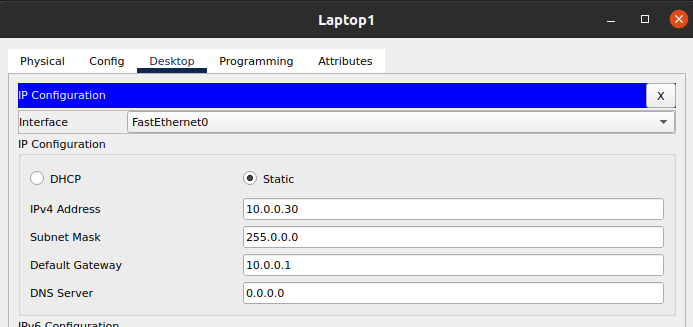 Laptop1
Physical Config Desktop Programming Attributes
IP Configuration X
Interface FastEthernet0
IP Configuration
DHCP Static
IPv4 Address 10.0.0.30
Subnet Mask 255.0.0.0
Default Gateway 10.0.0.1
DNS Server 0.0.0.0
IPv6 Configuration